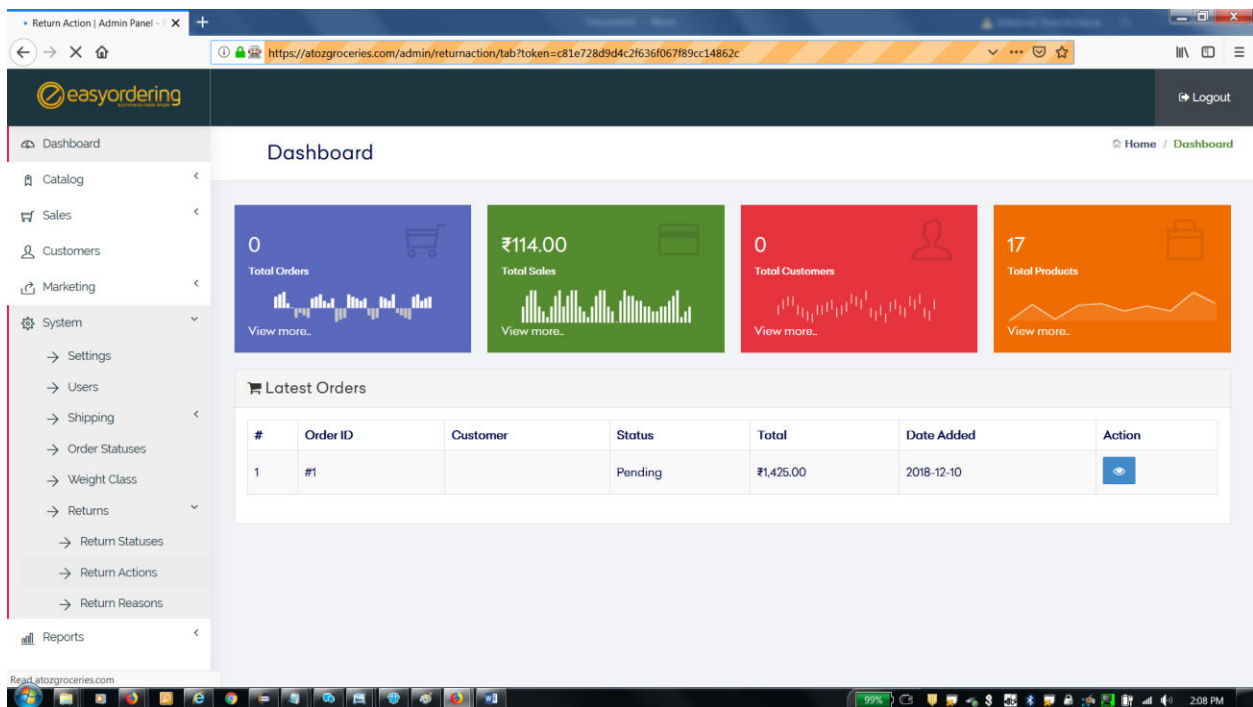 Return Action | Admin Panel -
https://atozgroceries.com/admin/returnaction/tab?token=c81e728d9d4c2f636f067f89cc14862c
easyordering
Logout
Dashboard
Dashboard
Home / Dashboard
Catalog
Sales
Customers
Marketing
System
Settings
Users
Shipping
Order Statuses
Weight Class
Returns
Return Statuses
Return Actions
Return Reasons
Reports
0
Total Orders
View more..
₹114.00
Total Sales
View more..
0
Total Customers
View more..
17
Total Products
View more..
Latest Orders
# Order ID Customer Status Total Date Added Action
1 #1 Pending ₹1,425.00 2018-12-10
Read atozgroceries.com
99% 2:08 PM